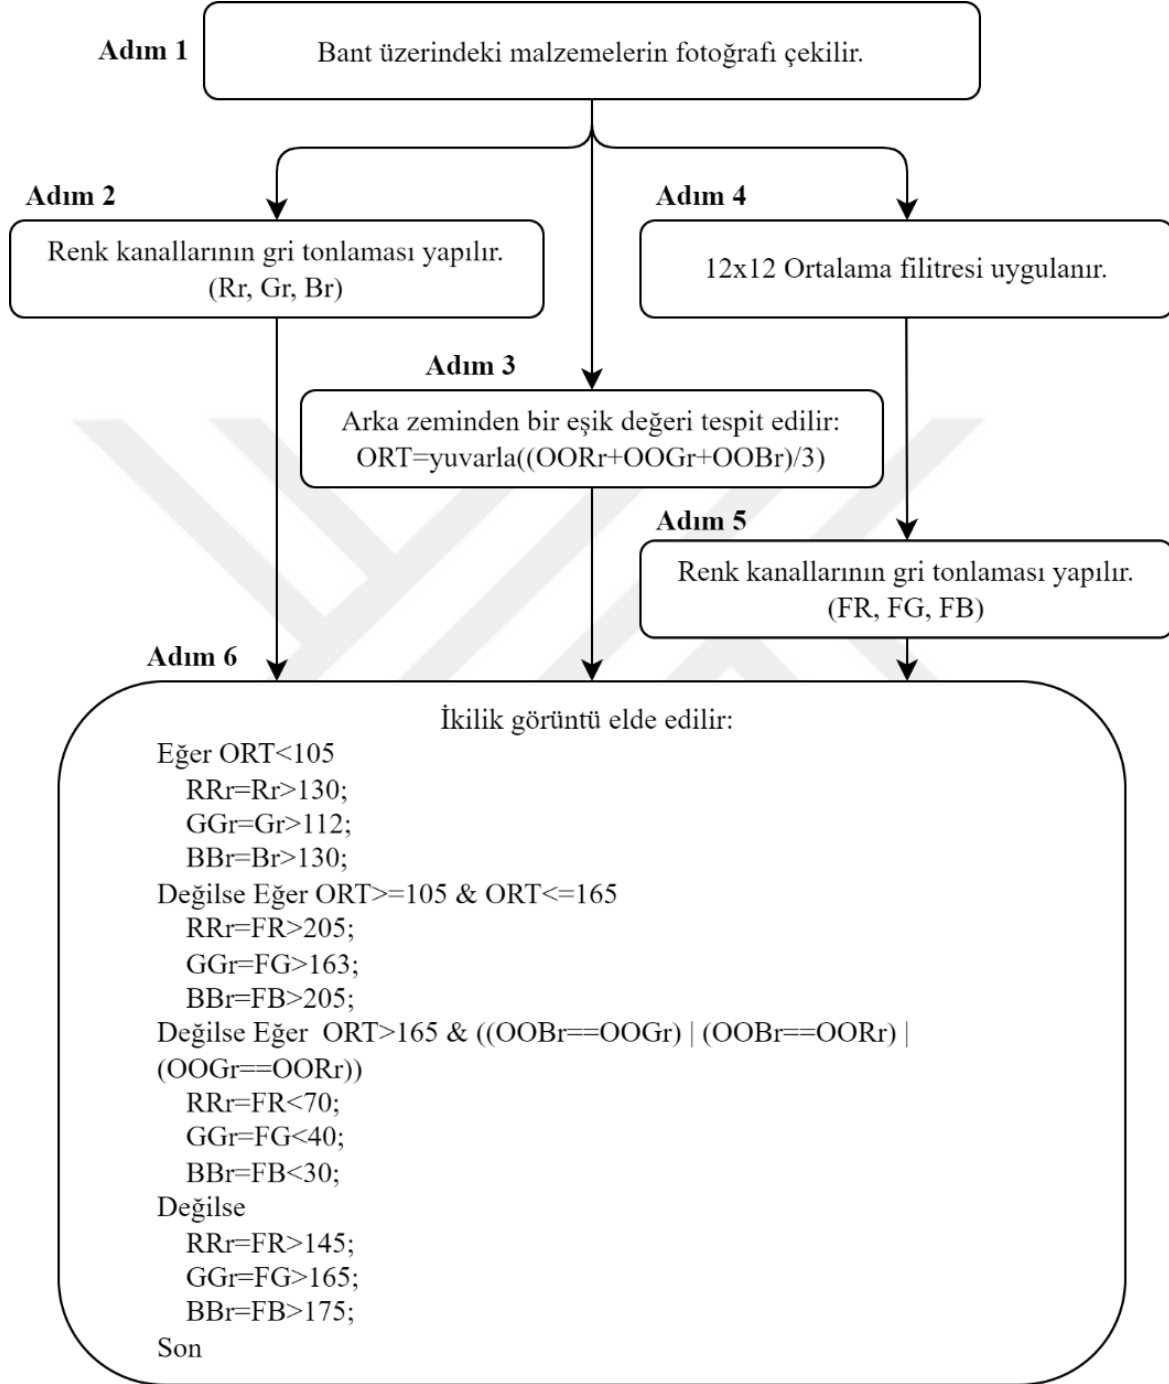 Adım 1
Bant üzerindeki malzemelerin fotoğrafı çekilir.
Adım 2
Renk kanallarının gri tonlaması yapılır.
(Rr, Gr, Br)
Adım 4
12x12 Ortalama filitresi uygulanır.
Adım 3
Arka zeminden bir eşik değeri tespit edilir:
ORT=yuvarla((OORr+OOGr+OOBr)/3)
Adım 5
Renk kanallarının gri tonlaması yapılır.
(FR, FG, FB)
Adım 6
İkilik görüntü elde edilir:
Eğer ORT<105
RRr=Rr>130;
GGr=Gr>112;
BBr=Br>130;
Değilse Eğer ORT>=105 & ORT<=165
RRr=FR>205;
GGr=FG>163;
BBr=FB>205;
Değilse Eğer ORT>165 & ((OOBr==OOGr) | (OOBr==OORr) |
(OOGr==OORr))
RRr=FR<70;
GGr=FG<40;
BBr=FB<30;
Değilse
RRr=FR>145;
GGr=FG>165;
BBr=FB>175;
Son